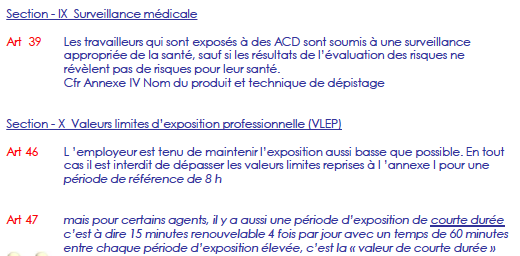 Section - IX  Surveillance médicale
Art  39  Les travailleurs qui sont exposés à des ACD sont soumis à une surveillance
appropriée de la santé, sauf si les résultats de l'évaluation des risques ne
révèlent pas de risques pour leur santé.
Cfr Annexe IV Nom du produit et technique de dépistage
Section - X  Valeurs limites d'exposition professionnelle (VLEP)
Art 46  L 'employeur est tenu de maintenir l'exposition aussi basse que possible. En tout
cas il est interdit de dépasser les valeurs limites reprises à l 'annexe I pour une
période de référence de 8 h
Art 47  mais pour certains agents, il y a aussi une période d'exposition de courte durée
c'est à dire 15 minutes renouvelable 4 fois par jour avec un temps de 60 minutes
entre chaque période d'exposition élevée, c'est la « valeur de courte durée »